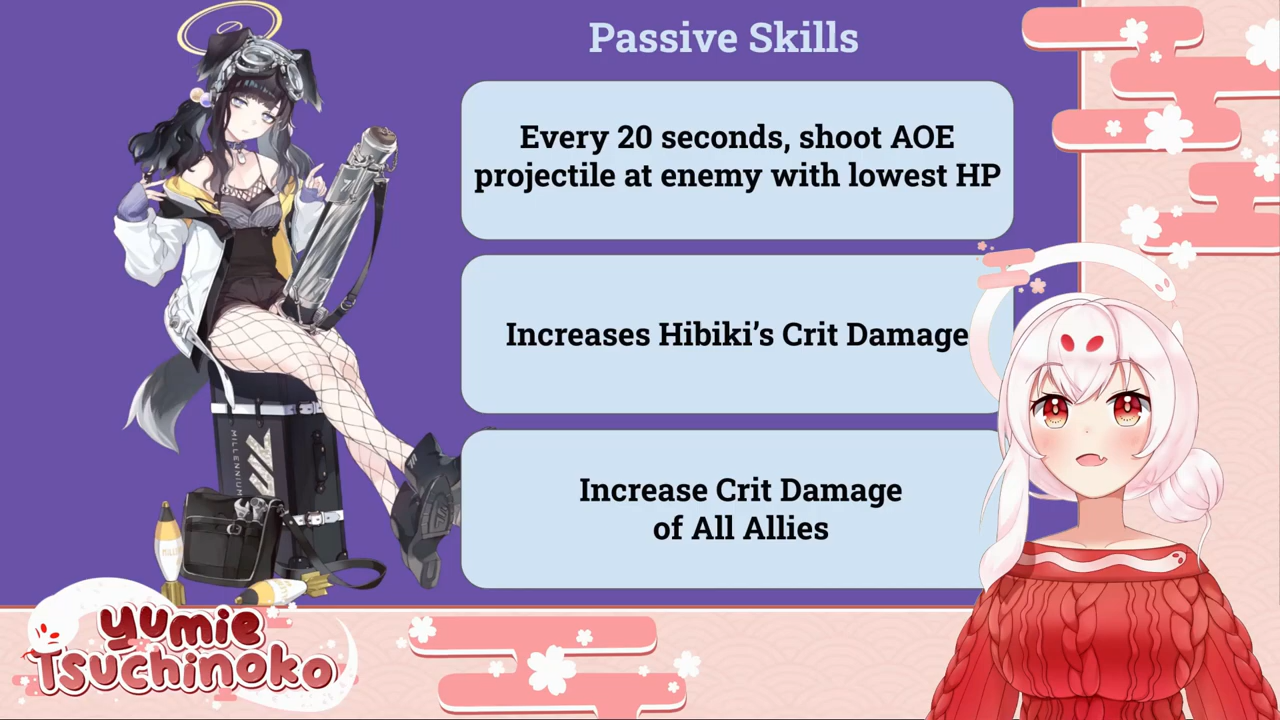 Passive Skills
Every 20 seconds, shoot AOE
projectile at enemy with lowest HP
Increases Hibiki's Crit Damage
Increase Crit Damage
of All Allies
MILLENNIUM
yumie
Tsuchinoko